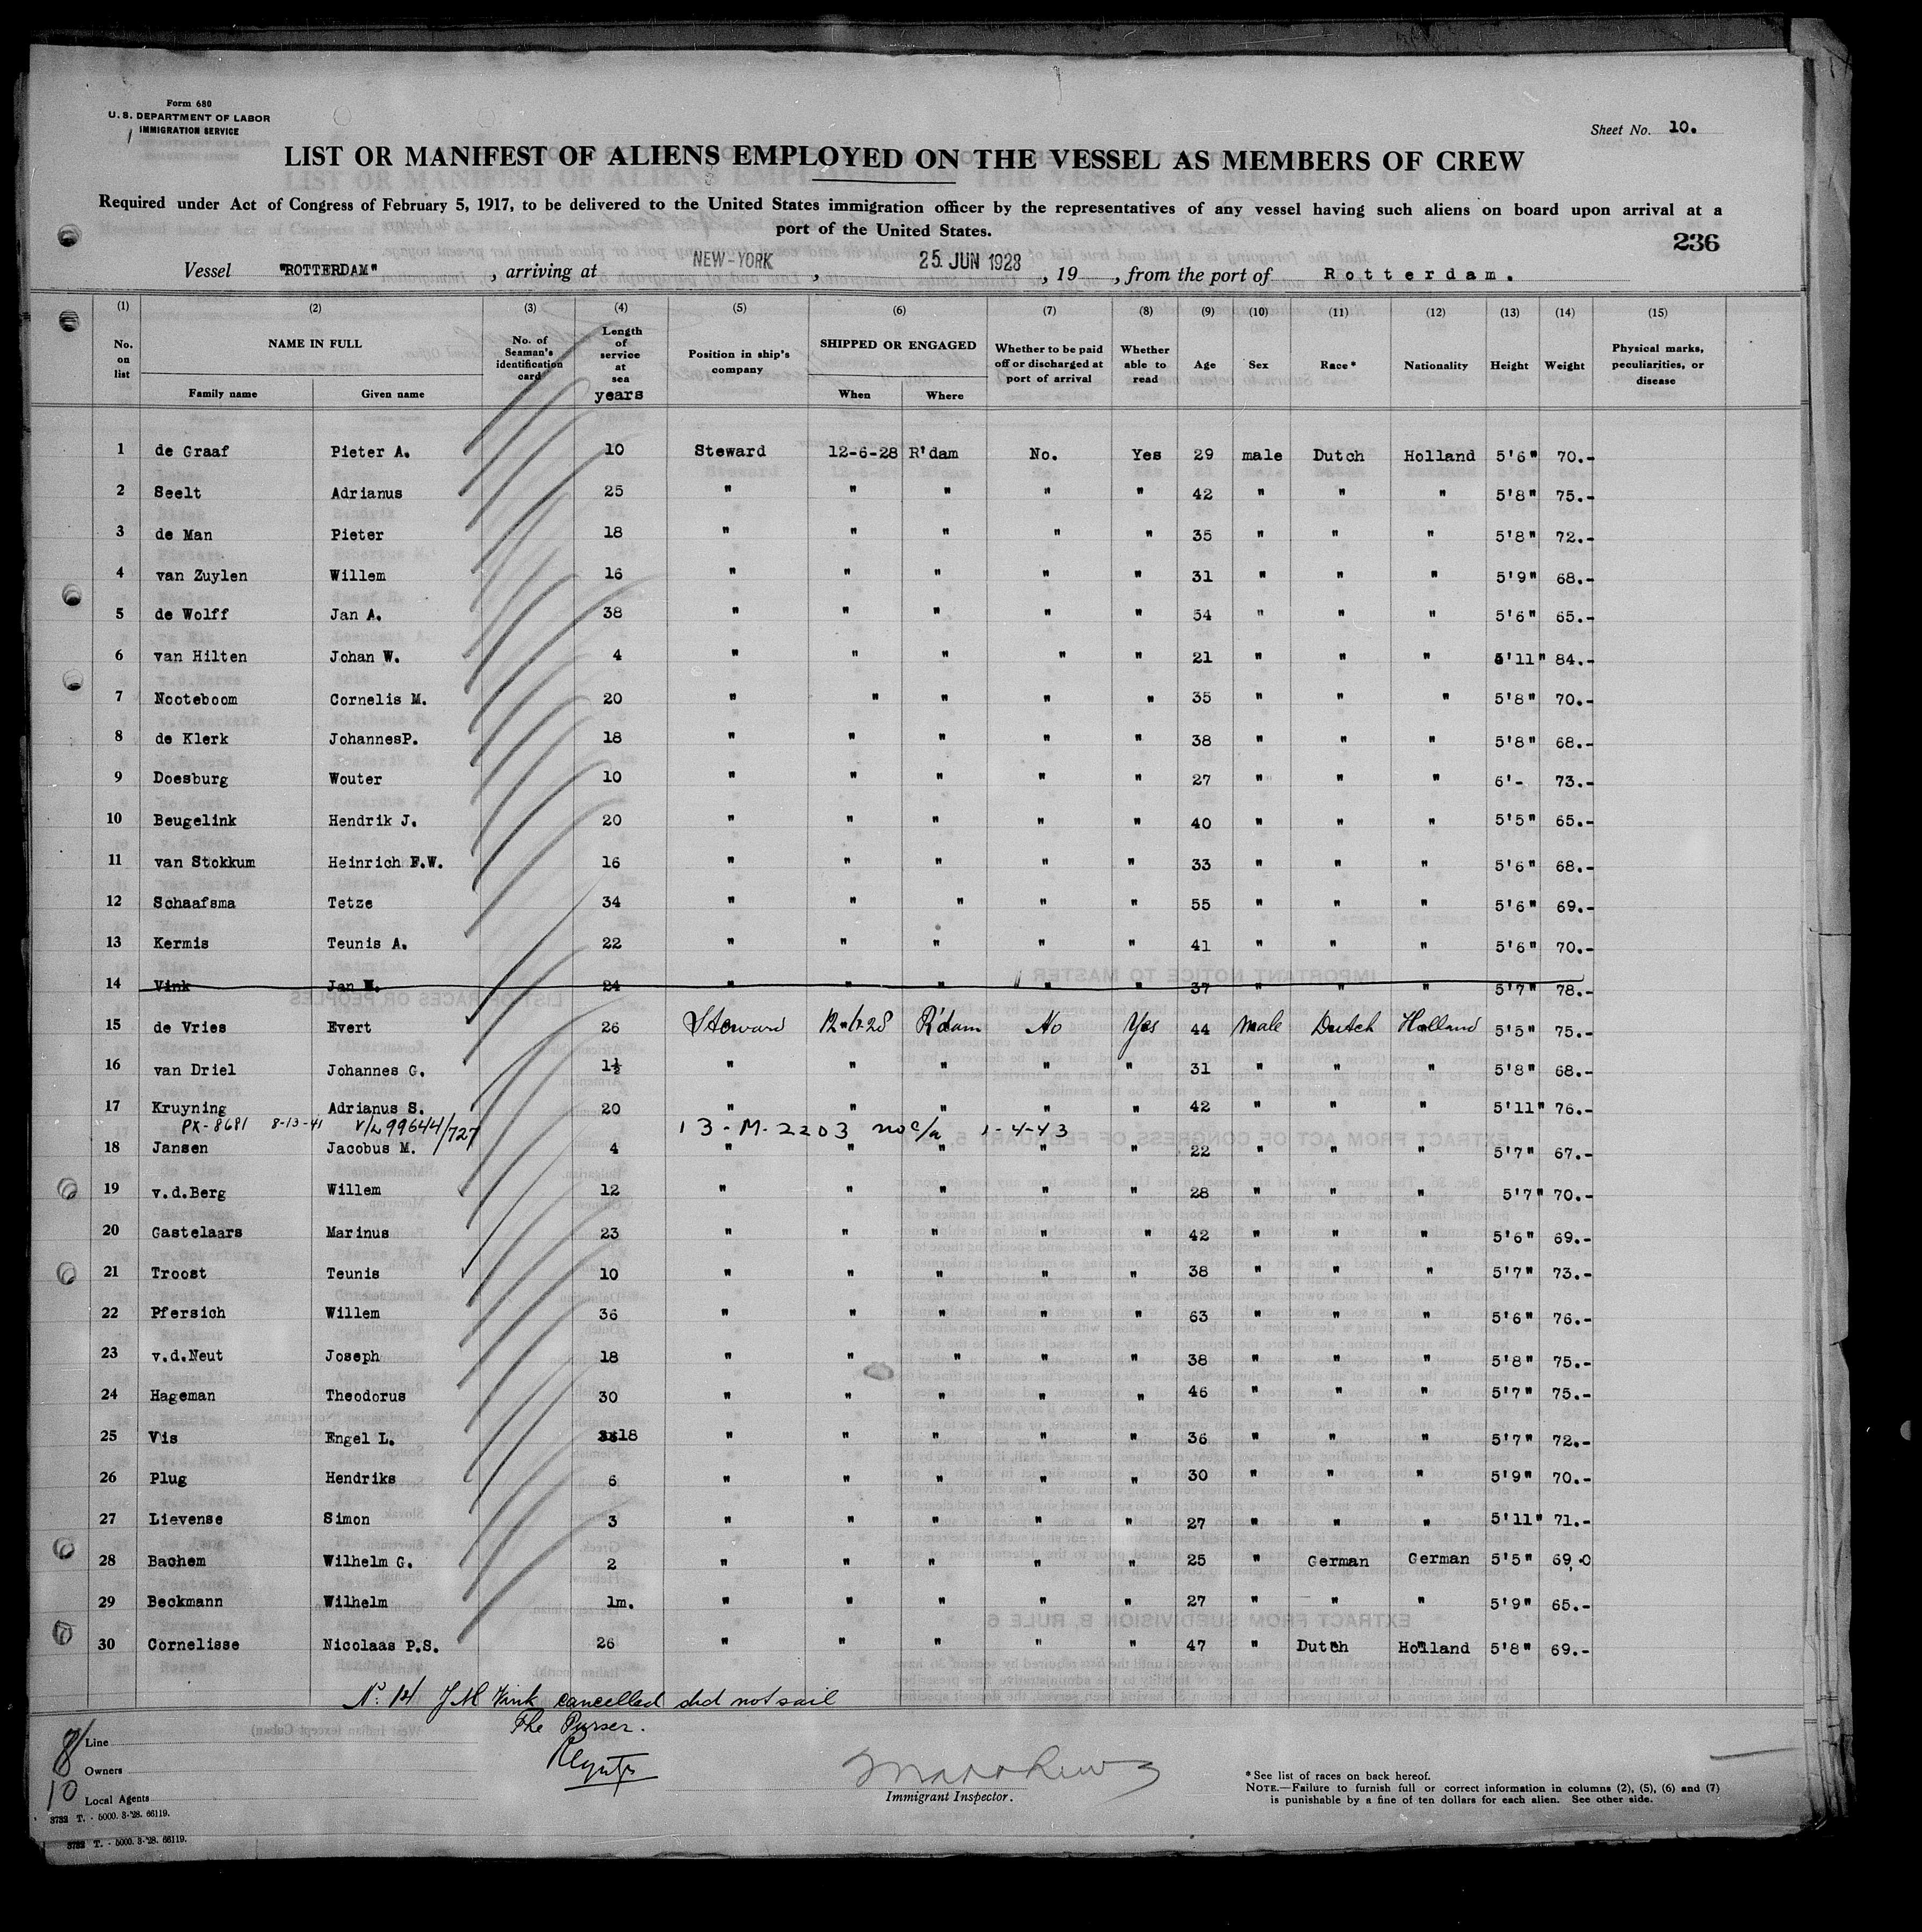 Form 680
U. S. DEPARTMENT OF LABOR
IMMIGRATION SERVICE
Sheet No. 10.
LIST OR MANIFEST OF ALIENS EMPLOYED ON THE VESSEL AS MEMBERS OF CREW
Required under Act of Congress of February 5, 1917, to be delivered to the United States immigration officer by the representatives of any vessel having such aliens on board upon arrival at a
port of the United States.
236
Vessel "ROTTERDAM" , arriving at NEW-YORK , 25 JUN 1928 , 19 , from the port of Rotterdam.
(1) (2) (3) (4) (5) (6) (7) (8) (9) (10) (11) (12) (13) (14) (15)
No. on list NAME IN FULL Family name Given name No. of Seaman's identification card Length of service at sea years Position in ship's company SHIPPED OR ENGAGED When Where Whether to be paid off or discharged at port of arrival Whether able to read Age Sex Race* Nationality Height Weight Physical marks, peculiarities, or disease
1 de Graaf Pieter A. 10 Steward 12-6-28 R'dam No. Yes 29 male Dutch Holland 5'6" 70.-
2 Seelt Adrianus 25 " " " " " 42 " " " 5'8" 75.-
3 de Man Pieter 18 " " " " " 35 " " " 5'8" 72.-
4 van Zuylen Willem 16 " " " " " 31 " " " 5'9" 68.-
5 de Wolff Jan A. 38 " " " " " 54 " " " 5'6" 65.-
6 van Hilten Johan W. 4 " " " " " 21 " " " 5'11" 84.-
7 Nooteboom Cornelis M. 20 " " " " " 35 " " " 5'8" 70.-
8 de Klerk JohannesP. 18 " " " " " 38 " " " 5'8" 68.-
9 Doesburg Wouter 10 " " " " " 27 " " " 6'- 73.-
10 Beugelink Hendrik J. 20 " " " " " 40 " " " 5'5" 65.-
11 van Stokkum Heinrich F.W. 16 " " " " " 33 " " " 5'6" 68.-
12 Schaafsma Tetze 34 " " " " " 55 " " " 5'6" 69.-
13 Kermis Teunis A. 22 " " " " " 41 " " " 5'6" 70.-
14 Vink Jan M. 24 " " " " " 37 " " " 5'7" 78.-
15 de Vries Evert 26 Steward 12-6-28 R'dam No Yes 44 Male Dutch Holland 5'5" 75.-
16 van Driel Johannes G. 1½ " " " " " 31 " " " 5'8" 68.-
17 Kruyning Adrianus S. 20 " " " " " 42 " " " 5'11" 76.-
PX-8681 8-13-41 V/L 99644/727 13-M-2203 no c/a 1-4-43
18 Jansen Jacobus M. 4 " " " " " 22 " " " 5'7" 67.-
19 v.d.Berg Willem 12 " " " " " 28 " " " 5'7" 70.-
20 Gastelaars Marinus 23 " " " " " 42 " " " 5'6" 69.-
21 Troost Teunis 10 " " " " " 38 " " " 5'7" 73.-
22 Pfersich Willem 36 " " " " " 63 " " " 5'6" 76.-
23 v.d.Neut Joseph 18 " " " " " 38 " " " 5'8" 75.-
24 Hageman Theodorus 30 " " " " " 46 " " " 5'7" 75.-
25 Vis Engel L. 18 " " " " " 36 " " " 5'7" 72.-
26 Plug Hendriks 6 " " " " " 30 " " " 5'9" 70.-
27 Lievense Simon 3 " " " " " 27 " " " 5'11" 71.-
28 Bachem Wilhelm G. 2 " " " " " 25 " German German 5'5" 69,0
29 Beckmann Wilhelm 1m. " " " " " 27 " " " 5'9" 65.-
30 Cornelisse Nicolaas P.S. 26 " " " " " 47 " Dutch Holland 5'8" 69.-
No: 14 J M Vink cancelled did not sail
The Purser.
8/
10
Line
Owners
Local Agents
Matthews
Immigrant Inspector.
* See list of races on back hereof.
NOTE.—Failure to furnish full or correct information in columns (2), (5), (6) and (7)
is punishable by a fine of ten dollars for each alien. See other side.
3732 T. - 5000. 3-'28. 66119.
3732 T. - 5000. 3-'28. 66119.